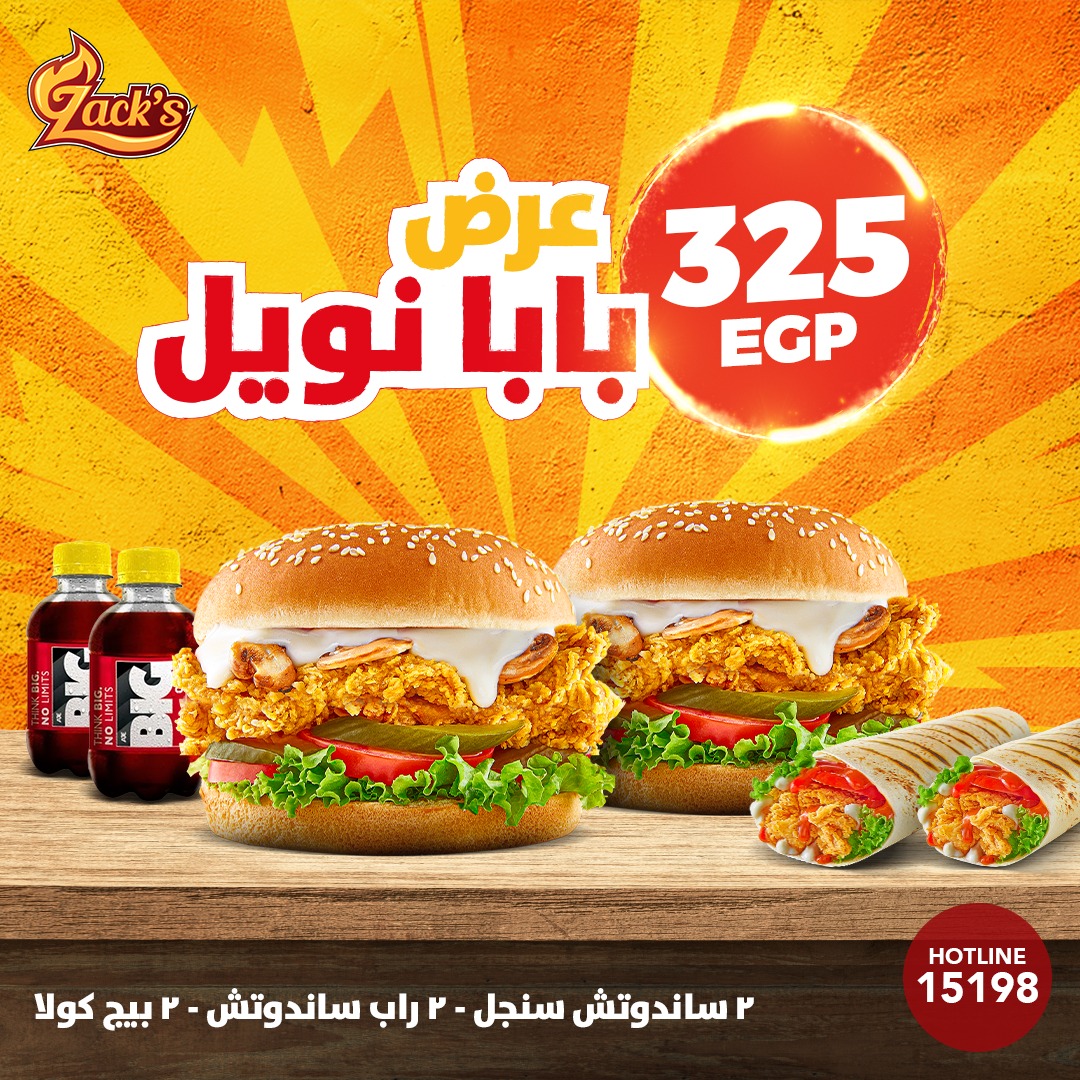 Zack's
عرض
بابا نويل
325
EGP
THINK BIG.
NO LIMITS
BIG
THINK BIG.
NO LIMITS
BIG
HOTLINE
15198
٢ ساندوتش سنجل - ٢ راب ساندوتش - ٢ بيج كولا